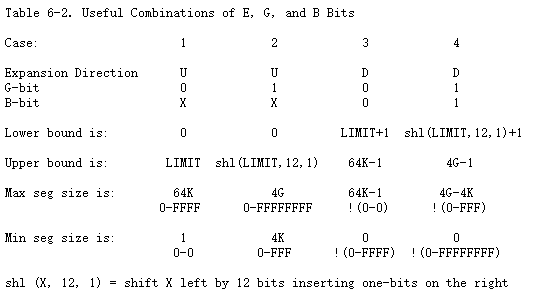 Table 6-2. Useful Combinations of E, G, and B Bits
Case: 1 2 3 4
Expansion Direction U U D D
G-bit 0 1 0 1
B-bit X X 0 1
Lower bound is: 0 0 LIMIT+1 shl(LIMIT,12,1)+1
Upper bound is: LIMIT shl(LIMIT,12,1) 64K-1 4G-1
Max seg size is: 64K 4G 64K-1 4G-4K
0-FFFF 0-FFFFFFFF !(0-0) !(0-FFF)
Min seg size is: 1 4K 0 0
0-0 0-FFF !(0-FFFF) !(0-FFFFFFFF)
shl (X, 12, 1) = shift X left by 12 bits inserting one-bits on the right